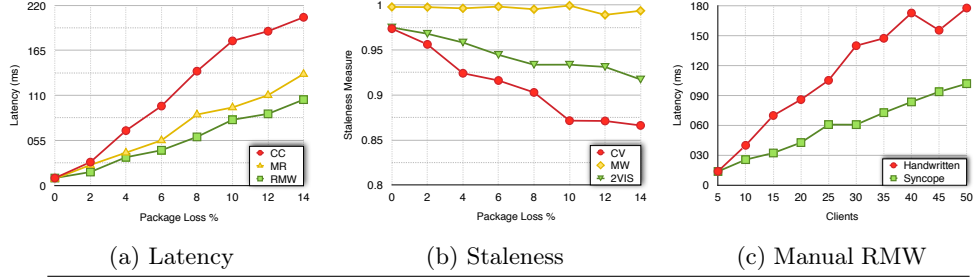 220
165
110
055
0
Latency (ms)
CC
MR
RMW
0 2 4 6 8 10 12 14
Package Loss %
(a) Latency
1
0.95
0.9
0.85
0.8
Staleness Measure
CV
MW
2VIS
0 2 4 6 8 10 12 14
Package Loss %
(b) Staleness
180
150
120
090
060
030
0
Latency (ms)
Handwritten
Syncope
5 10 15 20 25 30 35 40 45 50
Clients
(c) Manual RMW